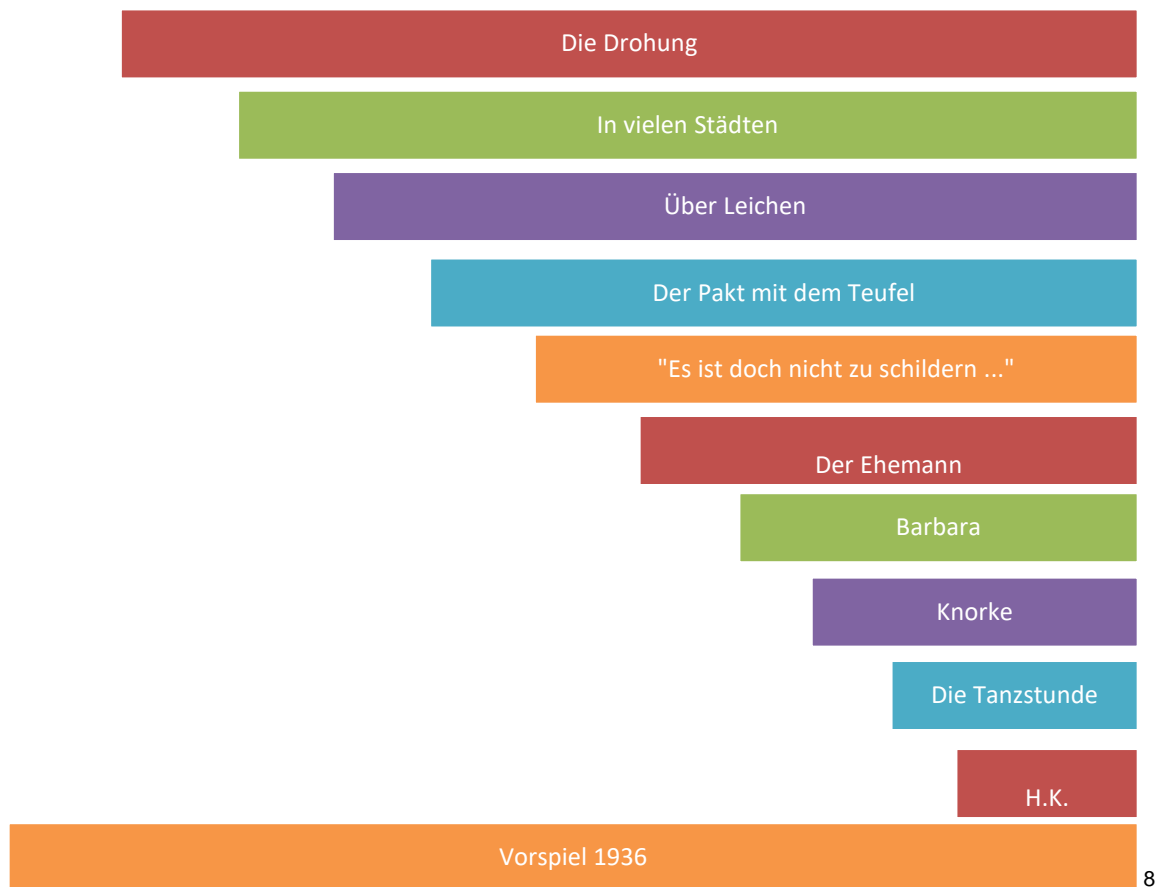 Die Drohung
In vielen Städten
Über Leichen
Der Pakt mit dem Teufel
"Es ist doch nicht zu schildern ..."
Der Ehemann
Barbara
Knorke
Die Tanzstunde
H.K.
Vorspiel 1936
8